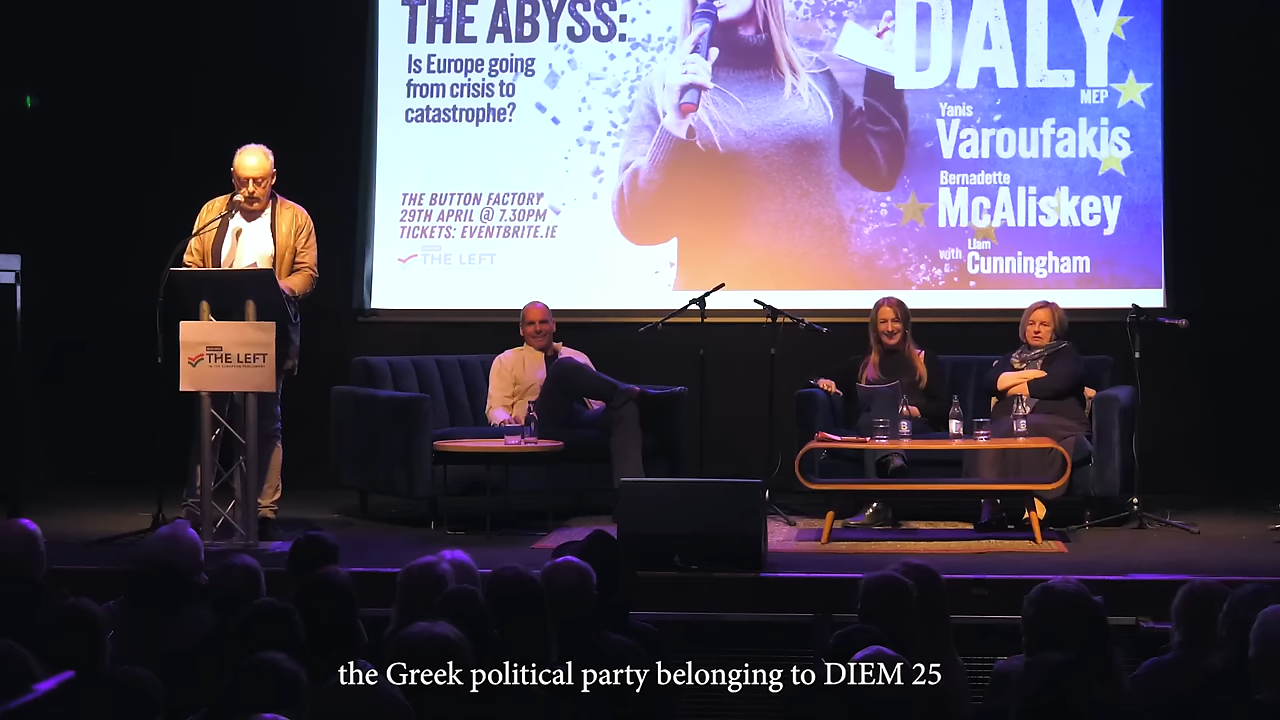 THE ABYSS:
Is Europe going
from crisis to
catastrophe?
THE BUTTON FACTORY
29TH APRIL @ 7.30PM
TICKETS: EVENTBRITE.IE
THE LEFT
DALY
MEP
Yanis
Varoufakis
Bernadette
McAliskey
with Liam
Cunningham
THE LEFT
IN THE EUROPEAN PARLIAMENT
B
B
the Greek political party belonging to DIEM 25